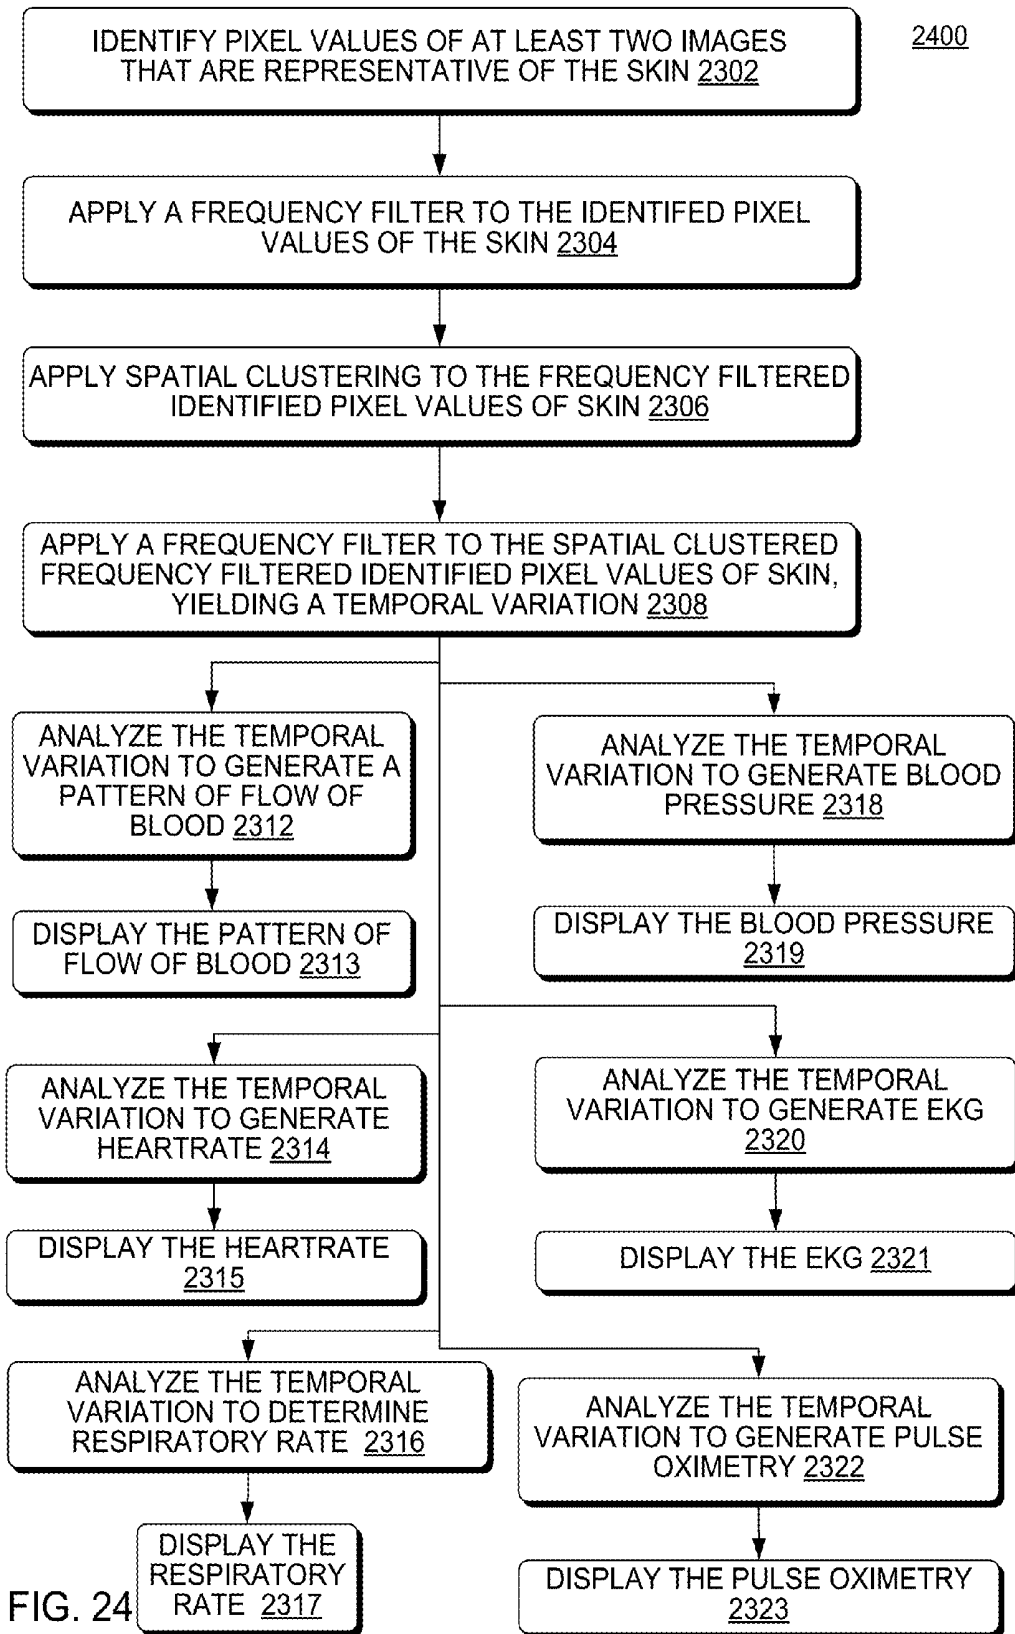 IDENTIFY PIXEL VALUES OF AT LEAST TWO IMAGES
THAT ARE REPRESENTATIVE OF THE SKIN 2302
2400
APPLY A FREQUENCY FILTER TO THE IDENTIFED PIXEL
VALUES OF THE SKIN 2304
APPLY SPATIAL CLUSTERING TO THE FREQUENCY FILTERED
IDENTIFIED PIXEL VALUES OF SKIN 2306
APPLY A FREQUENCY FILTER TO THE SPATIAL CLUSTERED
FREQUENCY FILTERED IDENTIFIED PIXEL VALUES OF SKIN,
YIELDING A TEMPORAL VARIATION 2308
ANALYZE THE TEMPORAL
VARIATION TO GENERATE A
PATTERN OF FLOW OF
BLOOD 2312
ANALYZE THE TEMPORAL
VARIATION TO GENERATE BLOOD
PRESSURE 2318
DISPLAY THE PATTERN OF
FLOW OF BLOOD 2313
DISPLAY THE BLOOD PRESSURE
2319
ANALYZE THE TEMPORAL
VARIATION TO GENERATE
HEARTRATE 2314
ANALYZE THE TEMPORAL
VARIATION TO GENERATE EKG
2320
DISPLAY THE HEARTRATE
2315
DISPLAY THE EKG 2321
ANALYZE THE TEMPORAL
VARIATION TO DETERMINE
RESPIRATORY RATE 2316
ANALYZE THE TEMPORAL
VARIATION TO GENERATE PULSE
OXIMETRY 2322
DISPLAY THE
RESPIRATORY
RATE 2317
DISPLAY THE PULSE OXIMETRY
2323
FIG. 24